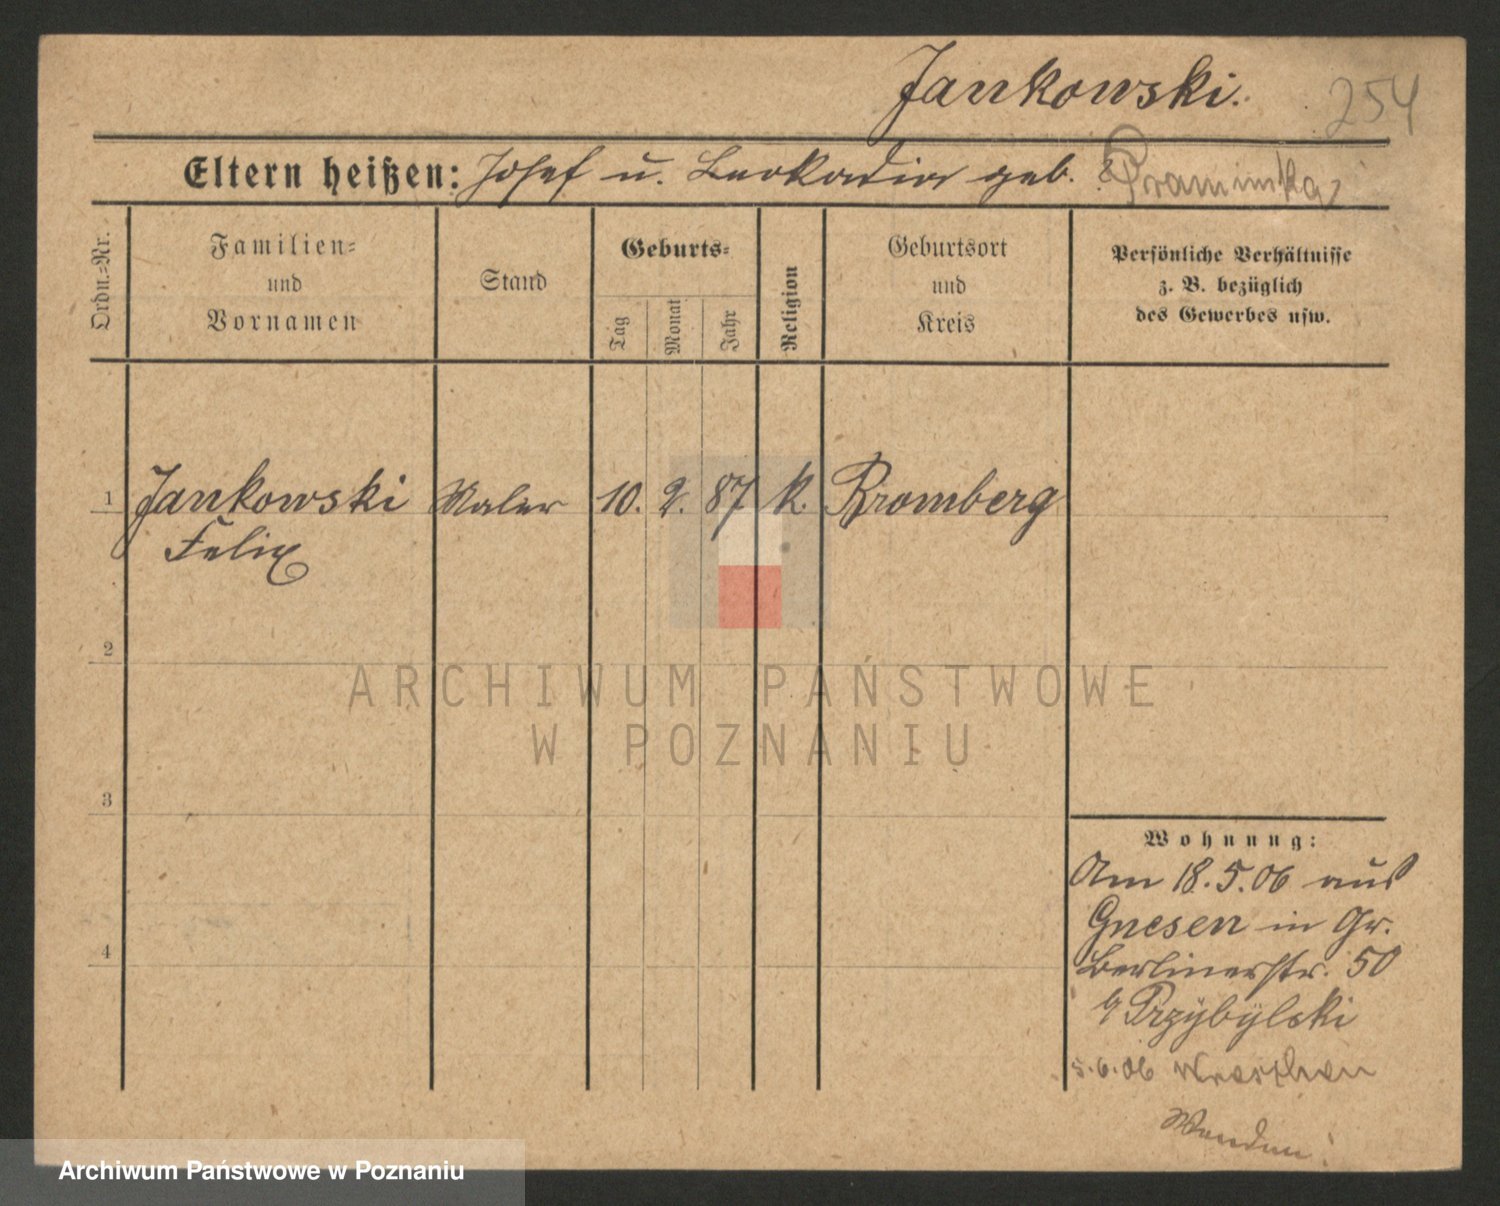 Jankowski.
254
Eltern heißen: Josef u. Leokadia geb.
Ordn.=Nr.
Familien=
und
Vornamen
Stand
Geburts=
Tag
Monat
Jahr
Religion
Geburtsort
und
Kreis
Persönliche Verhältnisse
z. B. bezüglich
des Gewerbes usw.
1 Jankowski Maler 10. 2. 87 k. Bromberg
Felix
2
3
4
Wohnung:
Am 18.5.06 aus
Gnesen in Gr.
Berlinerstr. 50
b/ Przybylski
5.6.06 Wreschen
Wenden!
ARCHIWUM PAŃSTWOWE
W POZNANIU
Archiwum Państwowe w Poznaniu